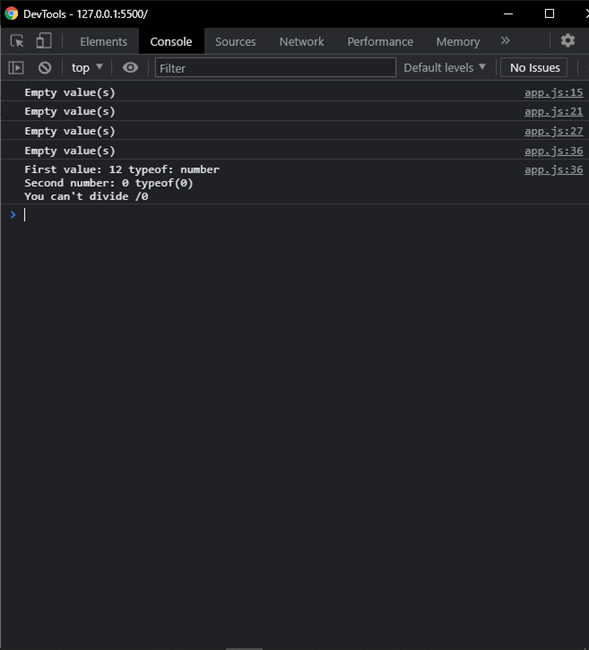 DevTools - 127.0.0.1:5500/
Elements Console Sources Network Performance Memory »
top ▼ Filter Default levels ▼ No Issues
Empty value(s) app.js:15
Empty value(s) app.js:21
Empty value(s) app.js:27
Empty value(s) app.js:36
First value: 12 typeof: number app.js:36
Second number: 0 typeof(0)
You can't divide /0
>